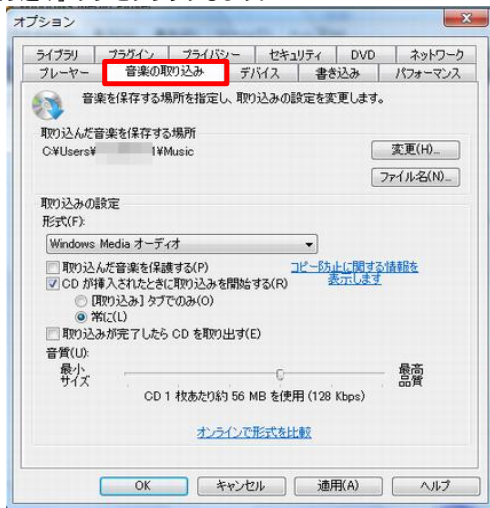 オプション
ライブラリ プラグイン プライバシー セキュリティ DVD ネットワーク
プレーヤー 音楽の取り込み デバイス 書き込み パフォーマンス
音楽を保存する場所を指定し、取り込みの設定を変更します。
取り込んだ音楽を保存する場所
C:¥Users¥ 1¥Music
変更(H)...
ファイル名(N)...
取り込みの設定
形式(F):
Windows Media オーディオ
取り込んだ音楽を保護する(P) コピー防止に関する情報を
表示します
CD が挿入されたときに取り込みを開始する(R)
[取り込み] タブでのみ(O)
常に(L)
取り込みが完了したら CD を取り出す(E)
音質(U):
最小
サイズ
最高
品質
CD 1 枚あたり約 56 MB を使用 (128 Kbps)
オンラインで形式を比較
OK キャンセル 適用(A) ヘルプ